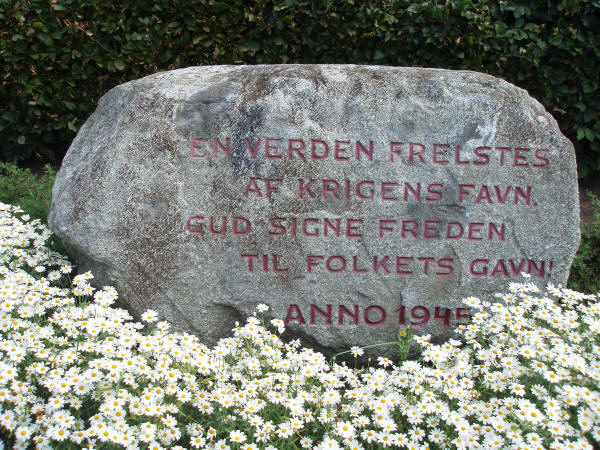 EN VERDEN FRELSTES
AF KRIGENS FAVN.
GUD SIGNE FREDEN
TIL FOLKETS GAVN!
ANNO 1945